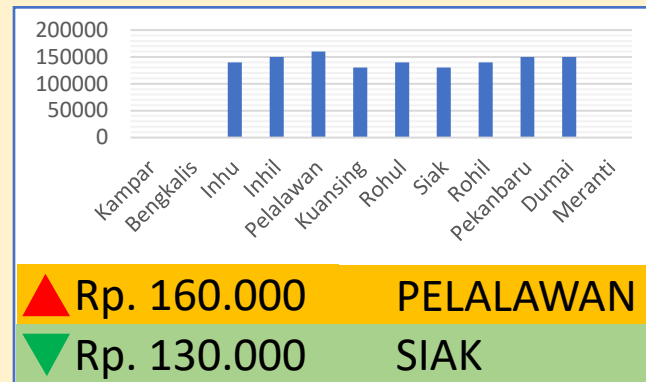 200000
150000
100000
50000
0
Kampar
Bengkalis
Inhu
Inhil
Pelalawan
Kuansing
Rohul
Siak
Rohil
Pekanbaru
Dumai
Meranti
Rp. 160.000 PELALAWAN
Rp. 130.000 SIAK